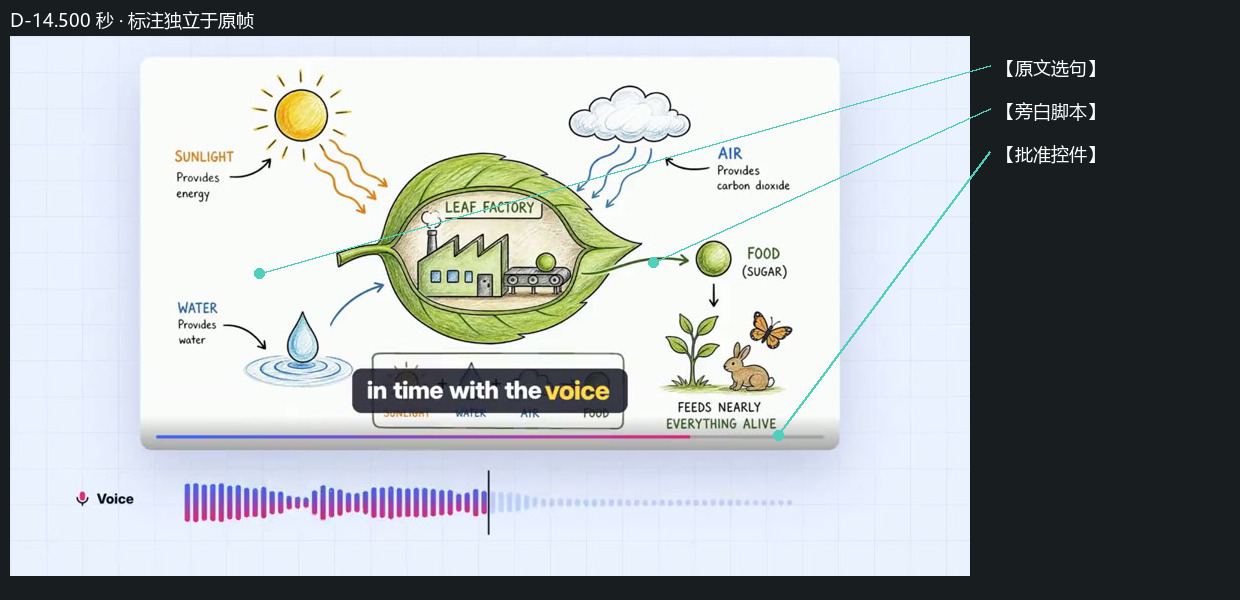 D-14.500 秒 · 标注独立于原帧
【原文选句】
【旁白脚本】
【批准控件】
SUNLIGHT
Provides
energy
AIR
Provides
carbon dioxide
LEAF FACTORY
FOOD
(SUGAR)
WATER
Provides
water
in time with the voice
SUNLIGHT WATER AIR FOOD
FEEDS NEARLY
EVERYTHING ALIVE
Voice